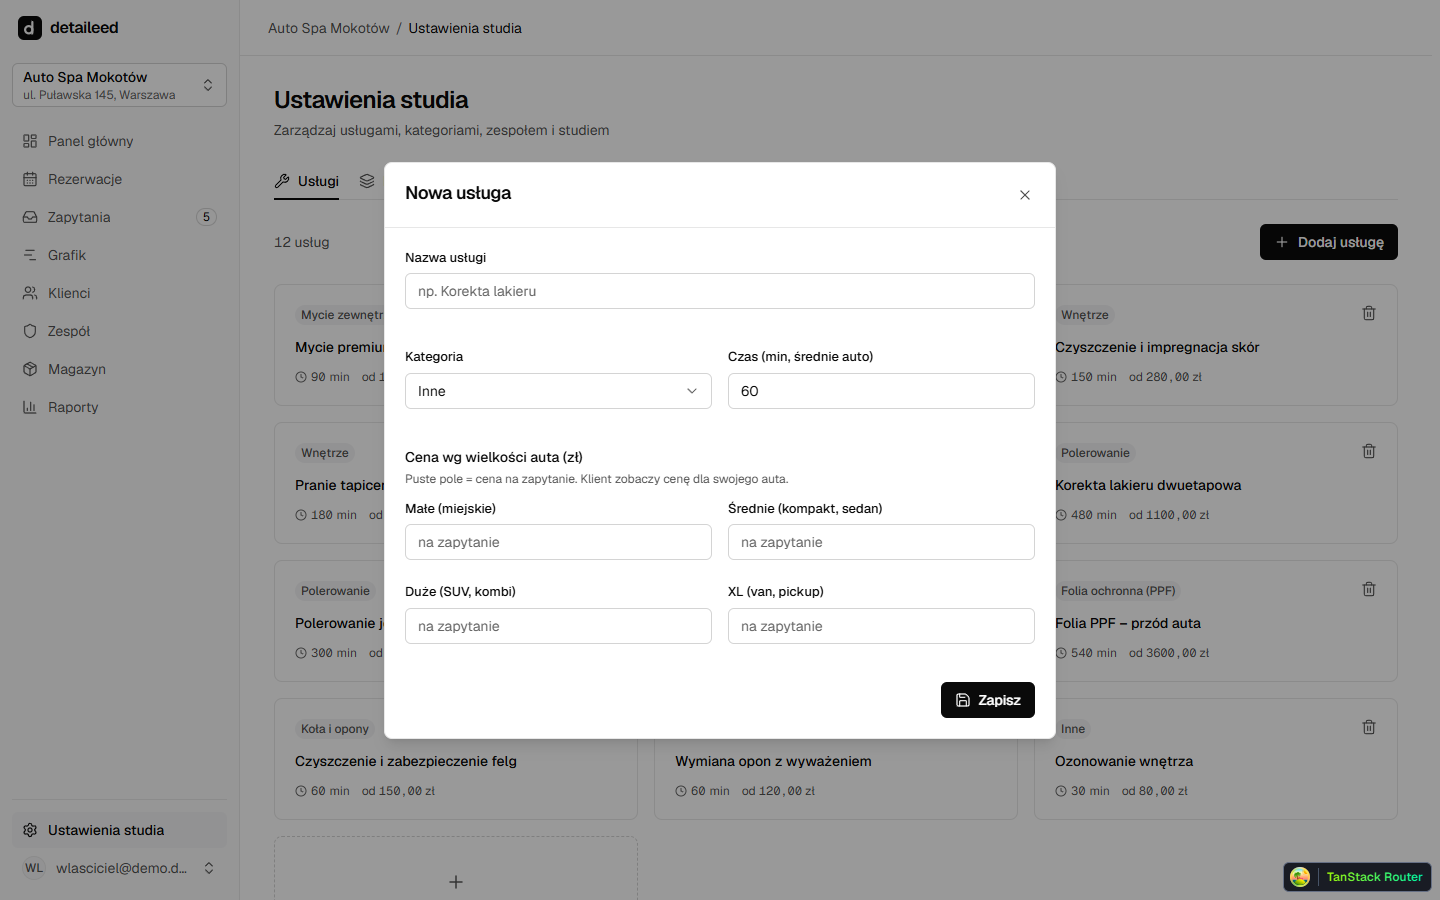 detaileed
Auto Spa Mokotów
ul. Puławska 145, Warszawa
Panel główny
Rezerwacje
Zapytania
5
Grafik
Klienci
Zespół
Magazyn
Raporty
Ustawienia studia
WL
wlasciciel@demo.d...
Auto Spa Mokotów / Ustawienia studia
Ustawienia studia
Zarządzaj usługami, kategoriami, zespołem i studiem
Usługi
12 usług
Dodaj usługę
Mycie zewnętr
Mycie premiu
90 min od 1
Wnętrze
Czyszczenie i impregnacja skór
150 min od 280,00 zł
Wnętrze
Pranie tapicer
180 min od
Polerowanie
Korekta lakieru dwuetapowa
480 min od 1100,00 zł
Polerowanie
Polerowanie j
300 min od
Folia ochronna (PPF)
Folia PPF – przód auta
540 min od 3600,00 zł
Koła i opony
Czyszczenie i zabezpieczenie felg
60 min od 150,00 zł
Wymiana opon z wyważeniem
60 min od 120,00 zł
Inne
Ozonowanie wnętrza
30 min od 80,00 zł
Nowa usługa
Nazwa usługi
np. Korekta lakieru
Kategoria
Inne
Czas (min, średnie auto)
60
Cena wg wielkości auta (zł)
Puste pole = cena na zapytanie. Klient zobaczy cenę dla swojego auta.
Małe (miejskie)
na zapytanie
Średnie (kompakt, sedan)
na zapytanie
Duże (SUV, kombi)
na zapytanie
XL (van, pickup)
na zapytanie
Zapisz
TanStack Router